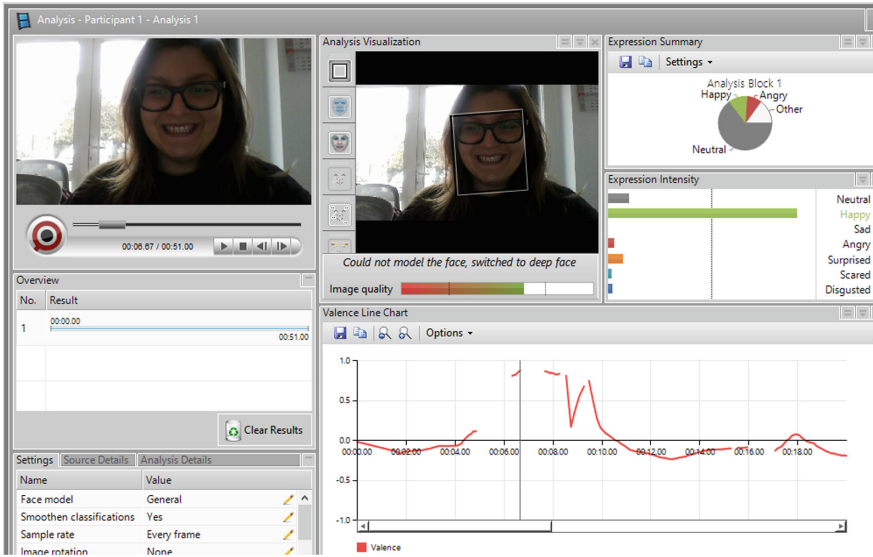 Analysis - Participant 1 - Analysis 1
00:06.67 / 00:51.00
Overview
No. Result
1 00:00.00
00:51.00
Clear Results
Settings Source Details Analysis Details
Name Value
Face model General
Smoothen classifications Yes
Sample rate Every frame
Image rotation None
Analysis Visualization
Could not model the face, switched to deep face
Image quality
Expression Summary
Settings
Analysis Block 1
Happy
Angry
Other
Neutral
Expression Intensity
Neutral
Happy
Sad
Angry
Surprised
Scared
Disgusted
Valence Line Chart
Options
1.0
0.5
0.0
00:00.00 00:02.00 00:04.00 00:06.00 00:08.00 00:10.00 00:12.00 00:14.00 00:16.00 00:18.00
-0.5
-1.0
Valence